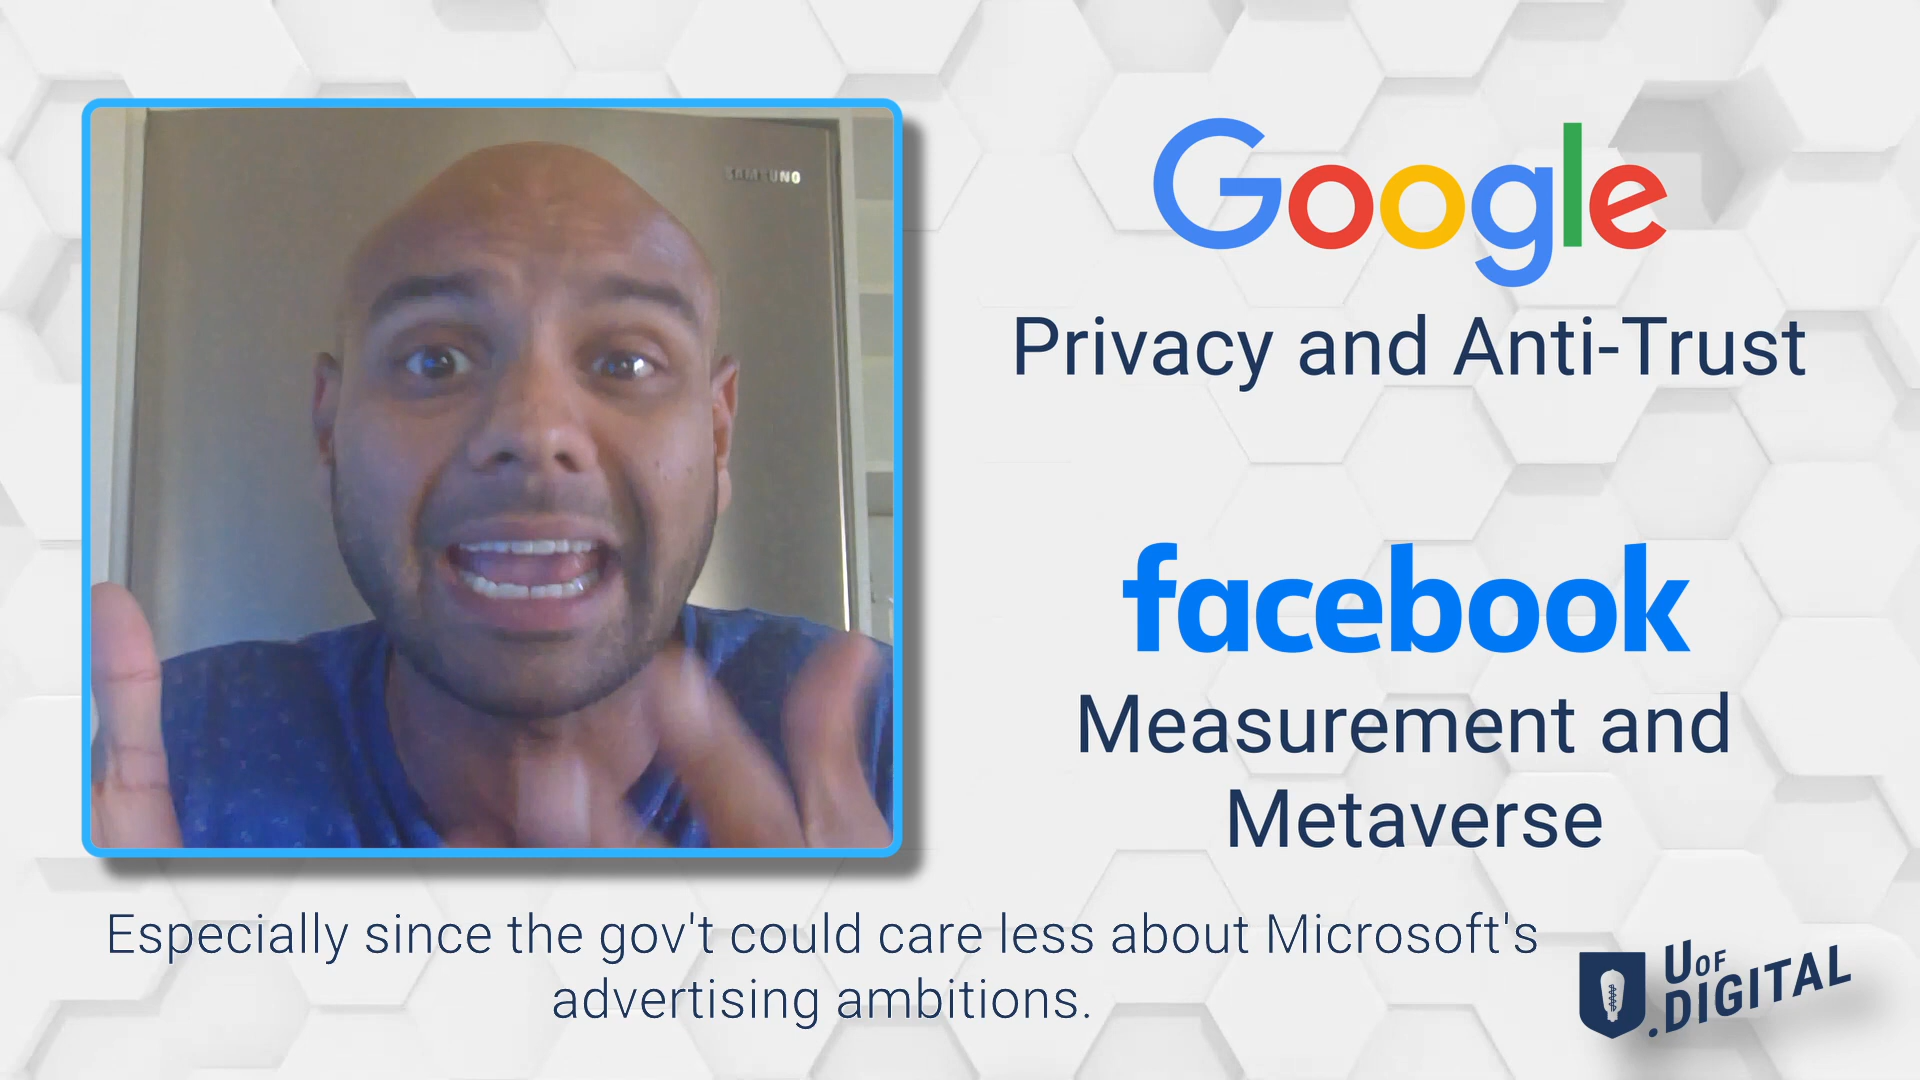 SAMSUNG
Google
Privacy and Anti-Trust
facebook
Measurement and
Metaverse
Especially since the gov't could care less about Microsoft's
advertising ambitions.
U OF
.DIGITAL